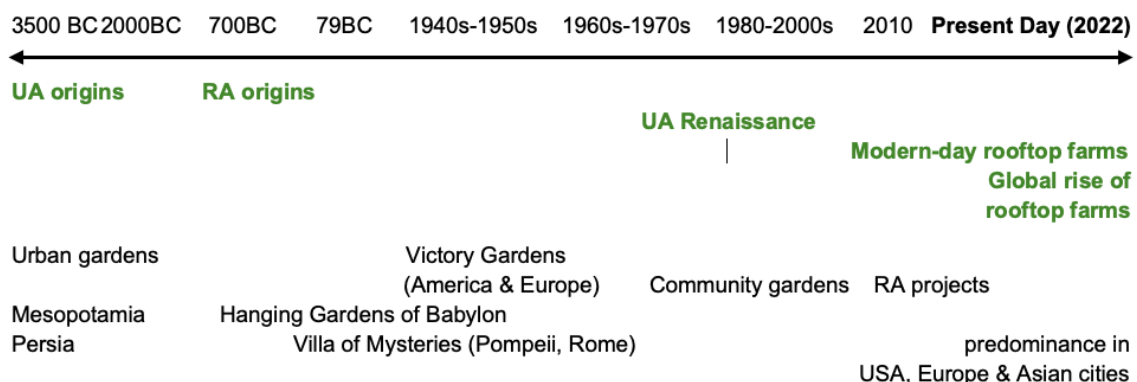 3500 BC 2000BC 700BC 79BC 1940s-1950s 1960s-1970s 1980-2000s 2010 Present Day (2022)
UA origins RA origins
UA Renaissance
Modern-day rooftop farms
Global rise of
rooftop farms
Urban gardens Victory Gardens
(America & Europe) Community gardens RA projects
Mesopotamia Hanging Gardens of Babylon
Persia Villa of Mysteries (Pompeii, Rome) predominance in
USA, Europe & Asian cities